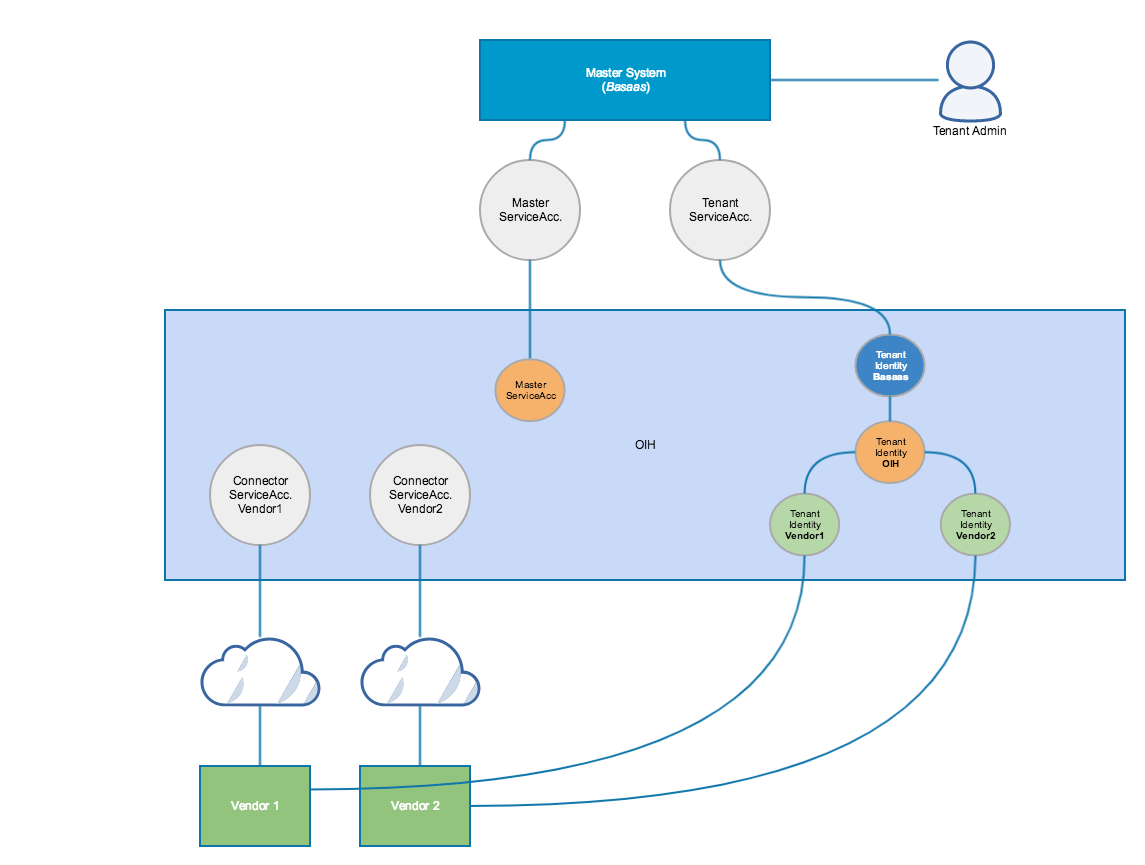 Master System
(Basaas)
Tenant Admin
Master
ServiceAcc.
Tenant
ServiceAcc.
Tenant
Identity
Basaas
Master
ServiceAcc
OIH
Tenant
Identity
OIH
Connector
ServiceAcc.
Vendor1
Connector
ServiceAcc.
Vendor2
Tenant
Identity
Vendor1
Tenant
Identity
Vendor2
Vendor 1
Vendor 2